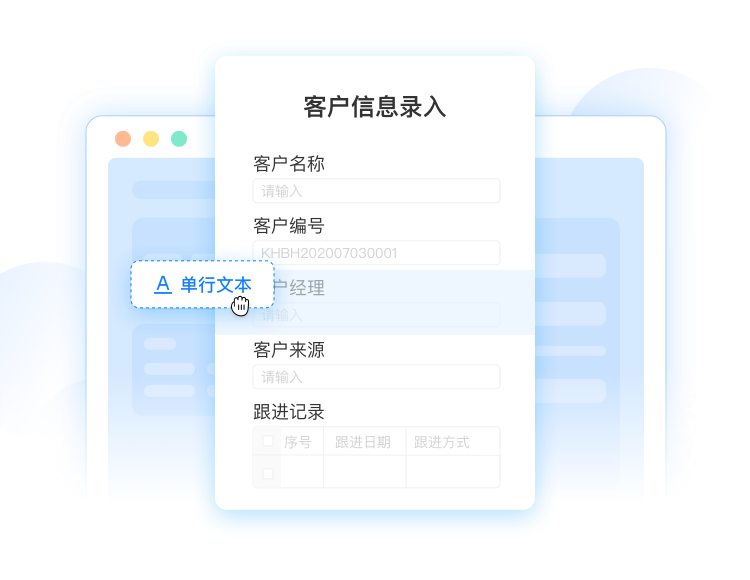 客户信息录入
客户名称
请输入
客户编号
KHBH202007030001
A 单行文本
户经理
请输入
客户来源
请输入
跟进记录
序号 跟进日期 跟进方式